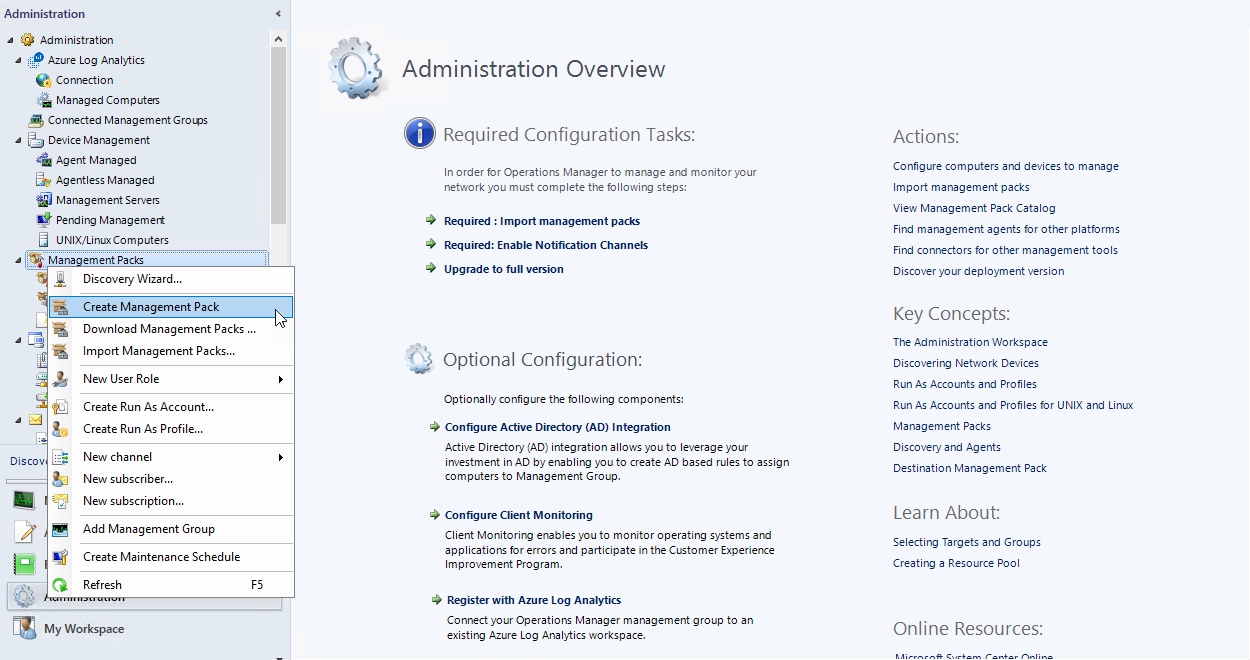 Administration
Administration
Azure Log Analytics
Connection
Managed Computers
Connected Management Groups
Device Management
Agent Managed
Agentless Managed
Management Servers
Pending Management
UNIX/Linux Computers
Management Packs
Discovery Wizard...
Create Management Pack
Download Management Packs ...
Import Management Packs...
New User Role
Create Run As Account...
Create Run As Profile...
New channel
New subscriber...
New subscription...
Add Management Group
Create Maintenance Schedule
Refresh F5
Discov
Administration
My Workspace
Administration Overview
Required Configuration Tasks:
In order for Operations Manager to manage and monitor your
network you must complete the following steps:
Required : Import management packs
Required: Enable Notification Channels
Upgrade to full version
Optional Configuration:
Optionally configure the following components:
Configure Active Directory (AD) Integration
Active Directory (AD) integration allows you to leverage your
investment in AD by enabling you to create AD based rules to assign
computers to Management Group.
Configure Client Monitoring
Client Monitoring enables you to monitor operating systems and
applications for errors and participate in the Customer Experience
Improvement Program.
Register with Azure Log Analytics
Connect your Operations Manager management group to an
existing Azure Log Analytics workspace.
Actions:
Configure computers and devices to manage
Import management packs
View Management Pack Catalog
Find management agents for other platforms
Find connectors for other management tools
Discover your deployment version
Key Concepts:
The Administration Workspace
Discovering Network Devices
Run As Accounts and Profiles
Run As Accounts and Profiles for UNIX and Linux
Management Packs
Discovery and Agents
Destination Management Pack
Learn About:
Selecting Targets and Groups
Creating a Resource Pool
Online Resources:
Microsoft System Center Online